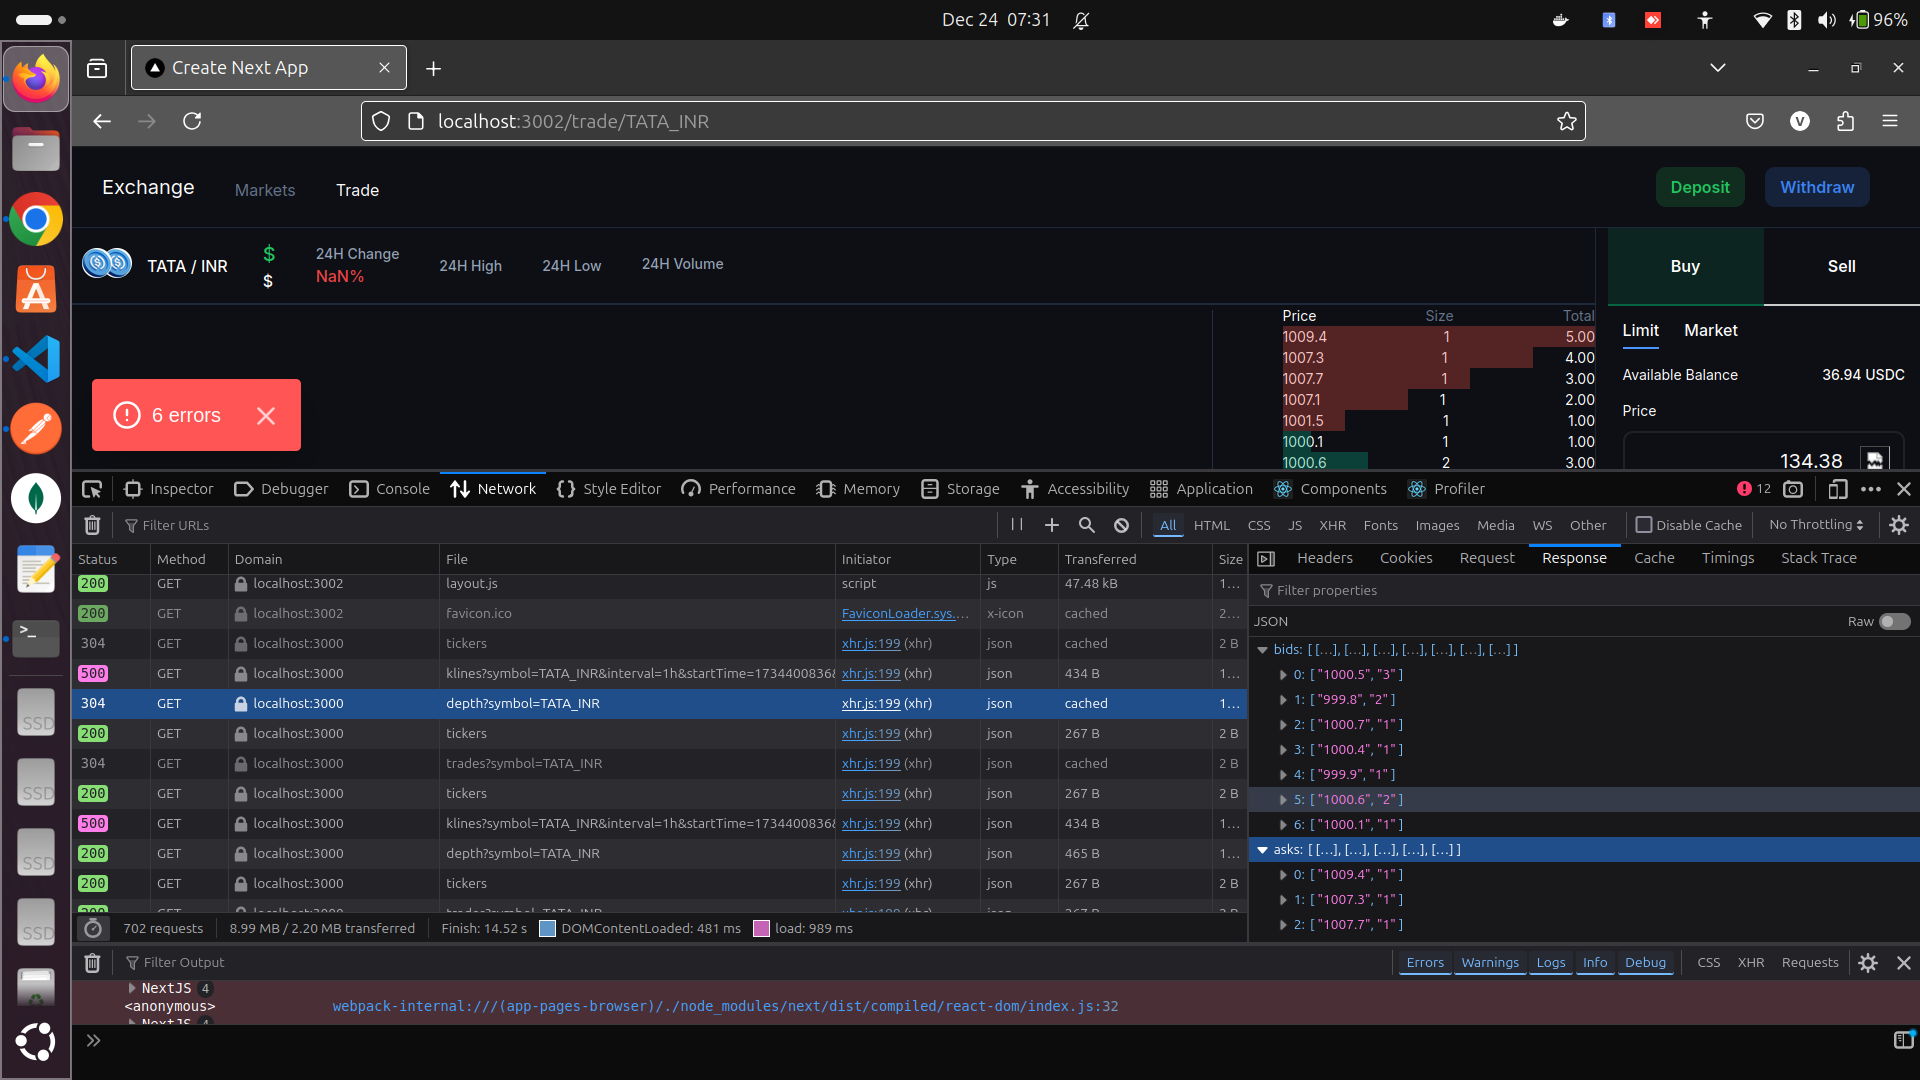 Dec 24 07:31
96%
Create Next App
localhost:3002/trade/TATA_INR
V
Exchange
Markets
Trade
Deposit
Withdraw
TATA / INR
$
$
24H Change
NaN%
24H High
24H Low
24H Volume
Buy
Sell
Price Size Total
1009.4 1 5.00
1007.3 1 4.00
1007.7 1 3.00
1007.1 1 2.00
1001.5 1 1.00
1000.1 1 1.00
1000.6 2 3.00
Limit
Market
Available Balance
36.94 USDC
Price
134.38
6 errors
Inspector Debugger Console Network Style Editor Performance Memory Storage Accessibility Application Components Profiler 12
Filter URLs
All HTML CSS JS XHR Fonts Images Media WS Other Disable Cache No Throttling
Status Method Domain File Initiator Type Transferred Size
200 GET localhost:3002 layout.js script js 47.48 kB 1…
200 GET localhost:3002 favicon.ico FaviconLoader.sys.… x-icon cached 2…
304 GET localhost:3000 tickers xhr.js:199 (xhr) json cached 2 B
500 GET localhost:3000 klines?symbol=TATA_INR&interval=1h&startTime=1734400836& xhr.js:199 (xhr) json 434 B 1…
304 GET localhost:3000 depth?symbol=TATA_INR xhr.js:199 (xhr) json cached 1…
200 GET localhost:3000 tickers xhr.js:199 (xhr) json 267 B 2 B
304 GET localhost:3000 trades?symbol=TATA_INR xhr.js:199 (xhr) json cached 2 B
200 GET localhost:3000 tickers xhr.js:199 (xhr) json 267 B 2 B
500 GET localhost:3000 klines?symbol=TATA_INR&interval=1h&startTime=1734400836& xhr.js:199 (xhr) json 434 B 1…
200 GET localhost:3000 depth?symbol=TATA_INR xhr.js:199 (xhr) json 465 B 1…
200 GET localhost:3000 tickers xhr.js:199 (xhr) json 267 B 2 B
702 requests 8.99 MB / 2.20 MB transferred Finish: 14.52 s DOMContentLoaded: 481 ms load: 989 ms
Headers Cookies Request Response Cache Timings Stack Trace
Filter properties
JSON Raw
bids: [ […], […], […], […], […], […], […] ]
0: [ "1000.5", "3" ]
1: [ "999.8", "2" ]
2: [ "1000.7", "1" ]
3: [ "1000.4", "1" ]
4: [ "999.9", "1" ]
5: [ "1000.6", "2" ]
6: [ "1000.1", "1" ]
asks: [ […], […], […], […], […] ]
0: [ "1009.4", "1" ]
1: [ "1007.3", "1" ]
2: [ "1007.7", "1" ]
Filter Output
Errors Warnings Logs Info Debug CSS XHR Requests
NextJS 4
<anonymous> webpack-internal:///(app-pages-browser)/./node_modules/next/dist/compiled/react-dom/index.js:32
NextJS 4
SSD
SSD
SSD
SSD